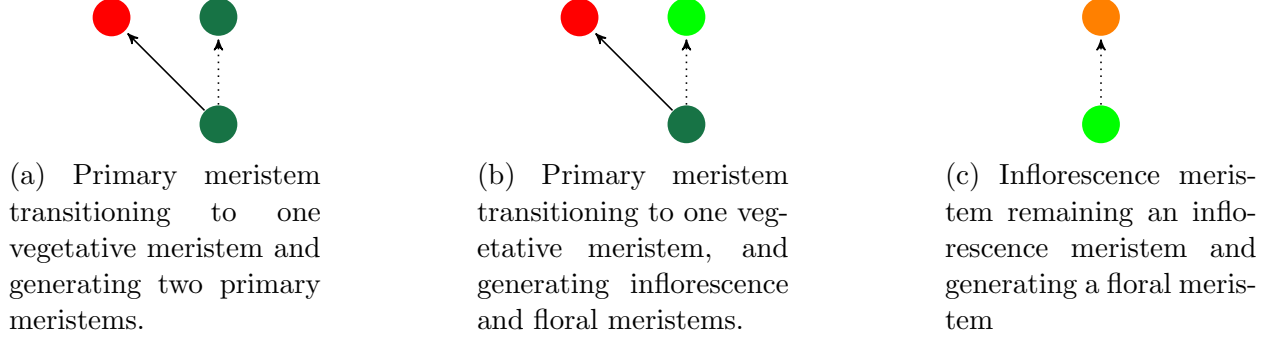 (a) Primary meristem
transitioning to one
vegetative meristem and
generating two primary
meristems.
(b) Primary meristem
transitioning to one veg-
etative meristem, and
generating inflorescence
and floral meristems.
(c) Inflorescence meris-
tem remaining an inflo-
rescence meristem and
generating a floral meris-
tem